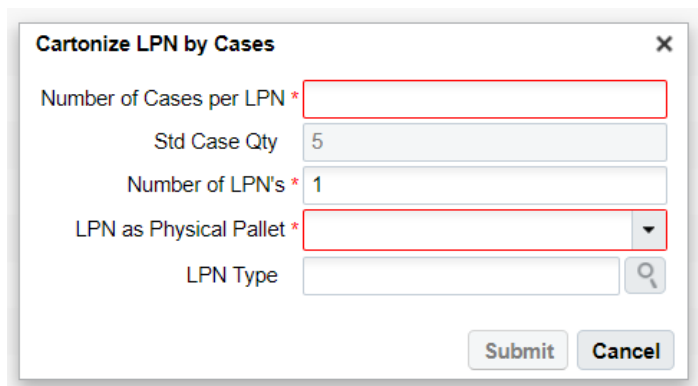 Cartonize LPN by Cases ×
Number of Cases per LPN *
Std Case Qty 5
Number of LPN's * 1
LPN as Physical Pallet *
LPN Type
Submit Cancel